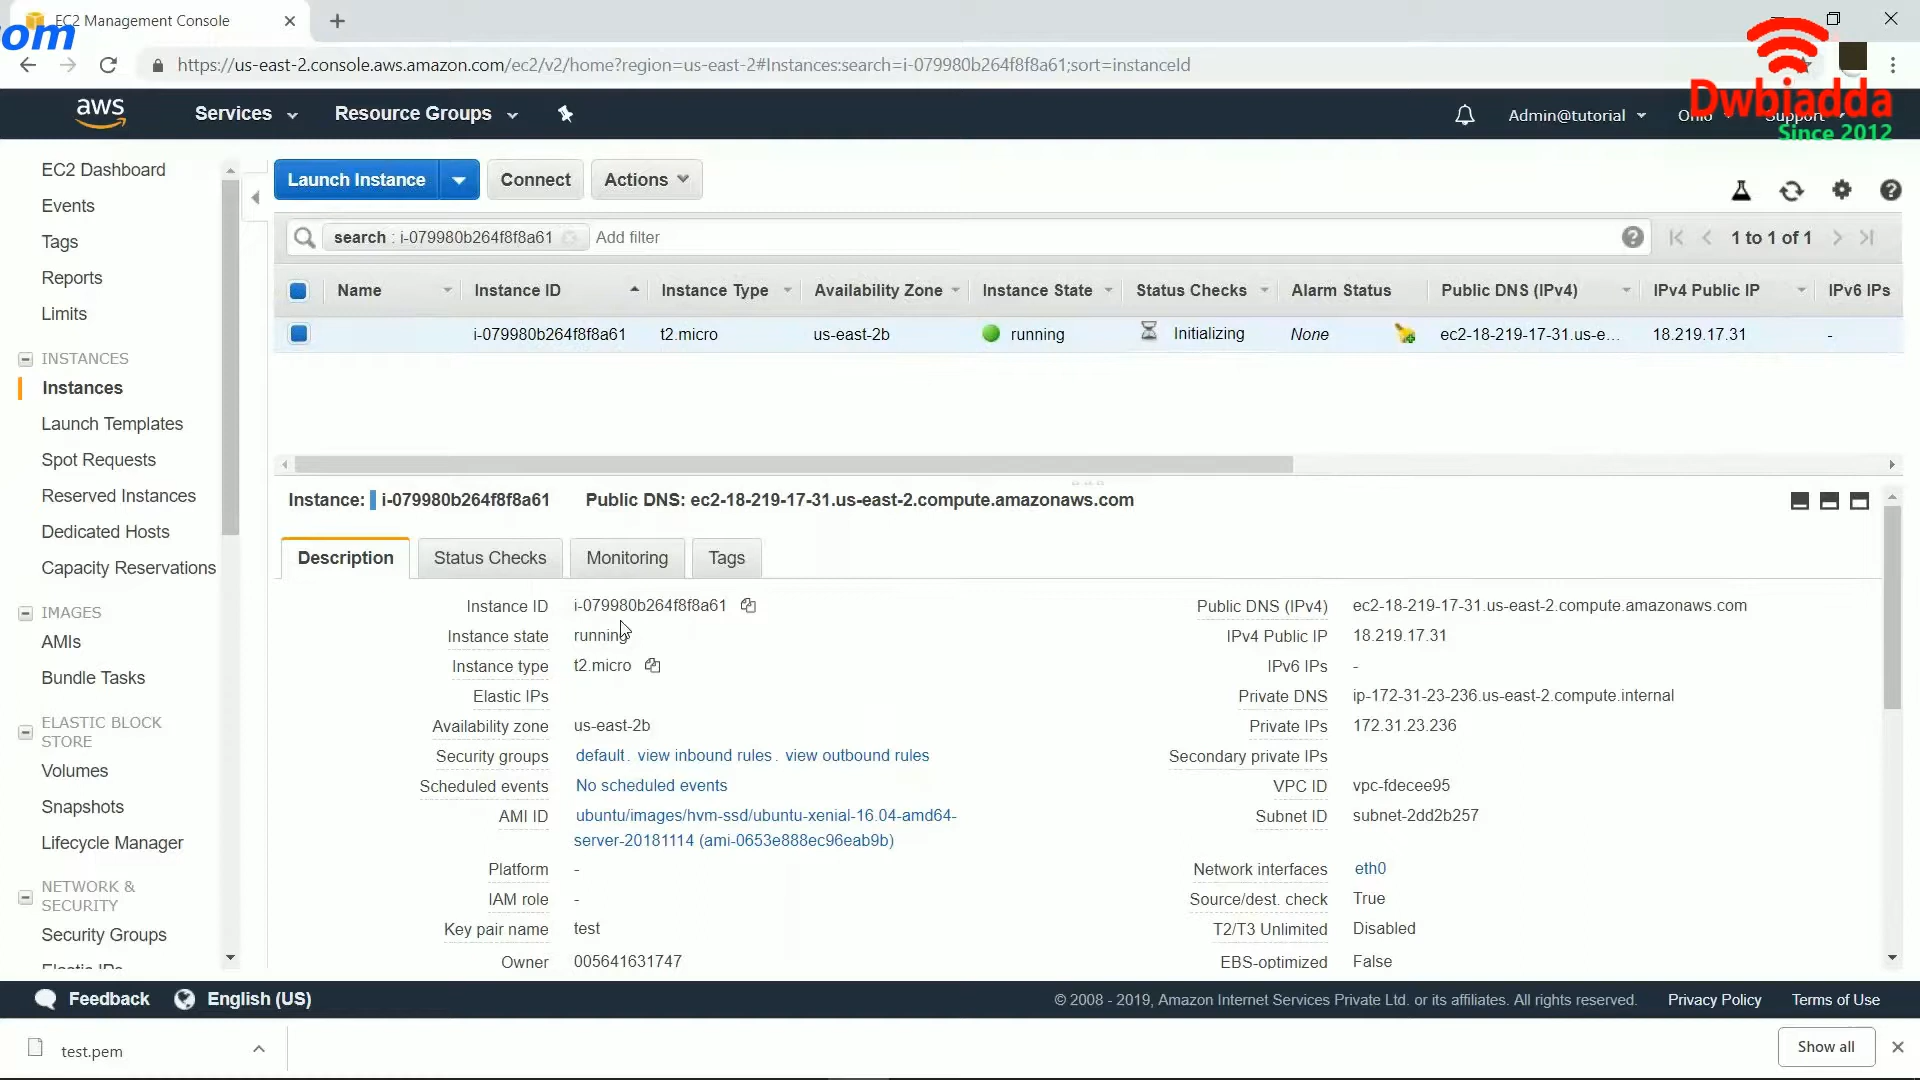 EC2 Management Console
om
https://us-east-2.console.aws.amazon.com/ec2/v2/home?region=us-east-2#Instances:search=i-079980b264f8f8a61;sort=instanceId
Dwbiadda
Since 2012
aws
Services
Resource Groups
Admin@tutorial
Ohio
Support
EC2 Dashboard
Events
Tags
Reports
Limits
INSTANCES
Instances
Launch Templates
Spot Requests
Reserved Instances
Dedicated Hosts
Capacity Reservations
IMAGES
AMIs
Bundle Tasks
ELASTIC BLOCK
STORE
Volumes
Snapshots
Lifecycle Manager
NETWORK &
SECURITY
Security Groups
Elastic IPs
Launch Instance
Connect
Actions
search : i-079980b264f8f8a61
Add filter
1 to 1 of 1
Name Instance ID Instance Type Availability Zone Instance State Status Checks Alarm Status Public DNS (IPv4) IPv4 Public IP IPv6 IPs
i-079980b264f8f8a61 t2.micro us-east-2b running Initializing None ec2-18-219-17-31.us-e... 18.219.17.31 -
Instance: i-079980b264f8f8a61 Public DNS: ec2-18-219-17-31.us-east-2.compute.amazonaws.com
Description Status Checks Monitoring Tags
Instance ID i-079980b264f8f8a61
Instance state running
Instance type t2.micro
Elastic IPs
Availability zone us-east-2b
Security groups default. view inbound rules. view outbound rules
Scheduled events No scheduled events
AMI ID ubuntu/images/hvm-ssd/ubuntu-xenial-16.04-amd64-
server-20181114 (ami-0653e888ec96eab9b)
Platform -
IAM role -
Key pair name test
Owner 005641631747
Public DNS (IPv4) ec2-18-219-17-31.us-east-2.compute.amazonaws.com
IPv4 Public IP 18.219.17.31
IPv6 IPs -
Private DNS ip-172-31-23-236.us-east-2.compute.internal
Private IPs 172.31.23.236
Secondary private IPs
VPC ID vpc-fdecee95
Subnet ID subnet-2dd2b257
Network interfaces eth0
Source/dest. check True
T2/T3 Unlimited Disabled
EBS-optimized False
Feedback
English (US)
© 2008 - 2019, Amazon Internet Services Private Ltd. or its affiliates. All rights reserved.
Privacy Policy
Terms of Use
test.pem
Show all